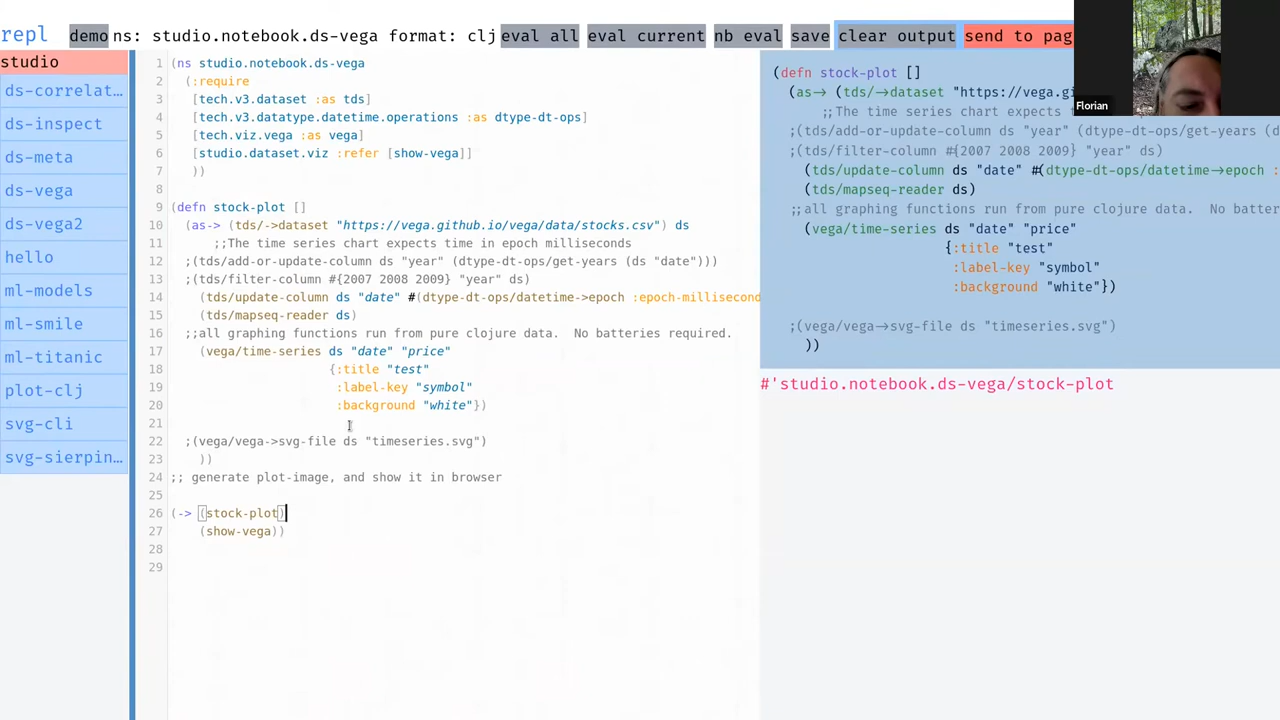 repl
demo ns: studio.notebook.ds-vega format: clj eval all eval current nb eval save clear output send to pag
studio
ds-correlat...
ds-inspect
ds-meta
ds-vega
ds-vega2
hello
ml-models
ml-smile
ml-titanic
plot-clj
svg-cli
svg-sierpin...
1 (ns studio.notebook.ds-vega
2 (:require
3 [tech.v3.dataset :as tds]
4 [tech.v3.datatype.datetime.operations :as dtype-dt-ops]
5 [tech.viz.vega :as vega]
6 [studio.dataset.viz :refer [show-vega]]
7 ))
8
9 (defn stock-plot []
10 (as-> (tds/->dataset "https://vega.github.io/vega/data/stocks.csv") ds
11 ;;The time series chart expects time in epoch milliseconds
12 ;(tds/add-or-update-column ds "year" (dtype-dt-ops/get-years (ds "date")))
13 ;(tds/filter-column #{2007 2008 2009} "year" ds)
14 (tds/update-column ds "date" #(dtype-dt-ops/datetime->epoch :epoch-millisecond
15 (tds/mapseq-reader ds)
16 ;;all graphing functions run from pure clojure data.  No batteries required.
17 (vega/time-series ds "date" "price"
18 {:title "test"
19 :label-key "symbol"
20 :background "white"})
21
22 ;(vega/vega->svg-file ds "timeseries.svg")
23 ))
24 ;; generate plot-image, and show it in browser
25
26 (-> (stock-plot)
27 (show-vega))
28
29
(defn stock-plot []
(as-> (tds/->dataset "https://vega.gi
;;The time series chart expects time in
;(tds/add-or-update-column ds "year" (dtype-dt-ops/get-years (d
;(tds/filter-column #{2007 2008 2009} "year" ds)
(tds/update-column ds "date" #(dtype-dt-ops/datetime->epoch :
(tds/mapseq-reader ds)
;;all graphing functions run from pure clojure data.  No batte
(vega/time-series ds "date" "price"
{:title "test"
:label-key "symbol"
:background "white"})
;(vega/vega->svg-file ds "timeseries.svg")
))
#'studio.notebook.ds-vega/stock-plot
Florian